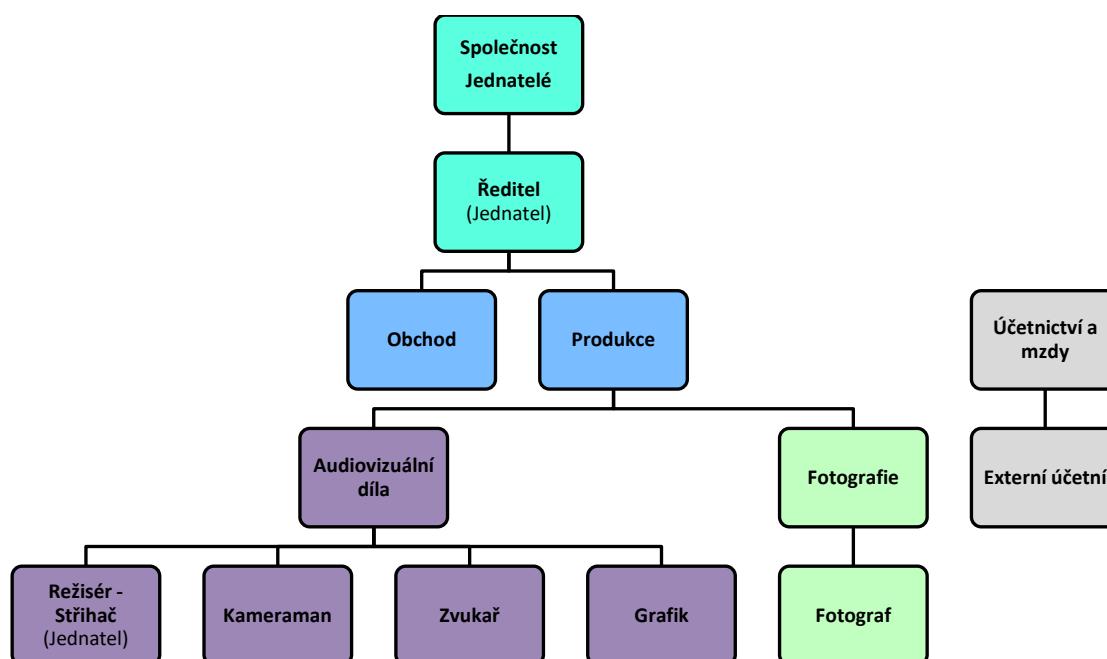 Společnost
Jednatelé
Ředitel
(Jednatel)
Obchod
Produkce
Účetnictví a
mzdy
Audiovizuální
díla
Fotografie
Externí účetní
Režisér -
Střihač
(Jednatel)
Kameraman
Zvukař
Grafik
Fotograf